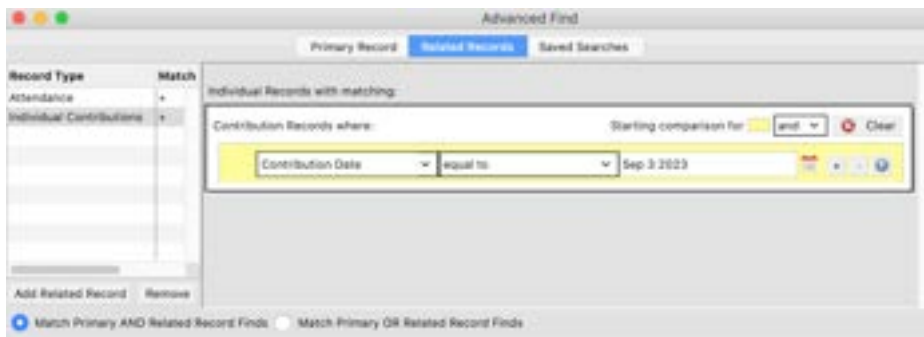 Advanced Find
Primary Record Related Records Saved Searches
Record Type Match
Attendance +
Individual Contributions +
Individual Records with matching:
Contribution Records where: Starting comparison for and Clear
Contribution Date equal to Sep 3 2023
+ - ?
Add Related Record Remove
Match Primary AND Related Record Finds Match Primary OR Related Record Finds